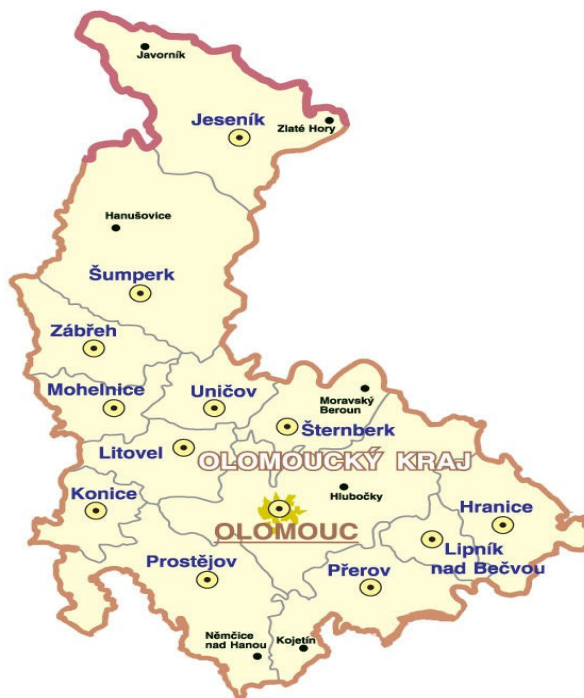 Javorník
Jeseník
Zlaté Hory
Hanušovice
Šumperk
Zábřeh
Mohelnice
Uničov
Moravský
Beroun
Šternberk
Litovel
OLOMOUCKÝ KRAJ
Konice
Hlubočky
Hranice
OLOMOUC
Lipník
nad Bečvou
Prostějov
Přerov
Němčice
nad Hanou
Kojetín